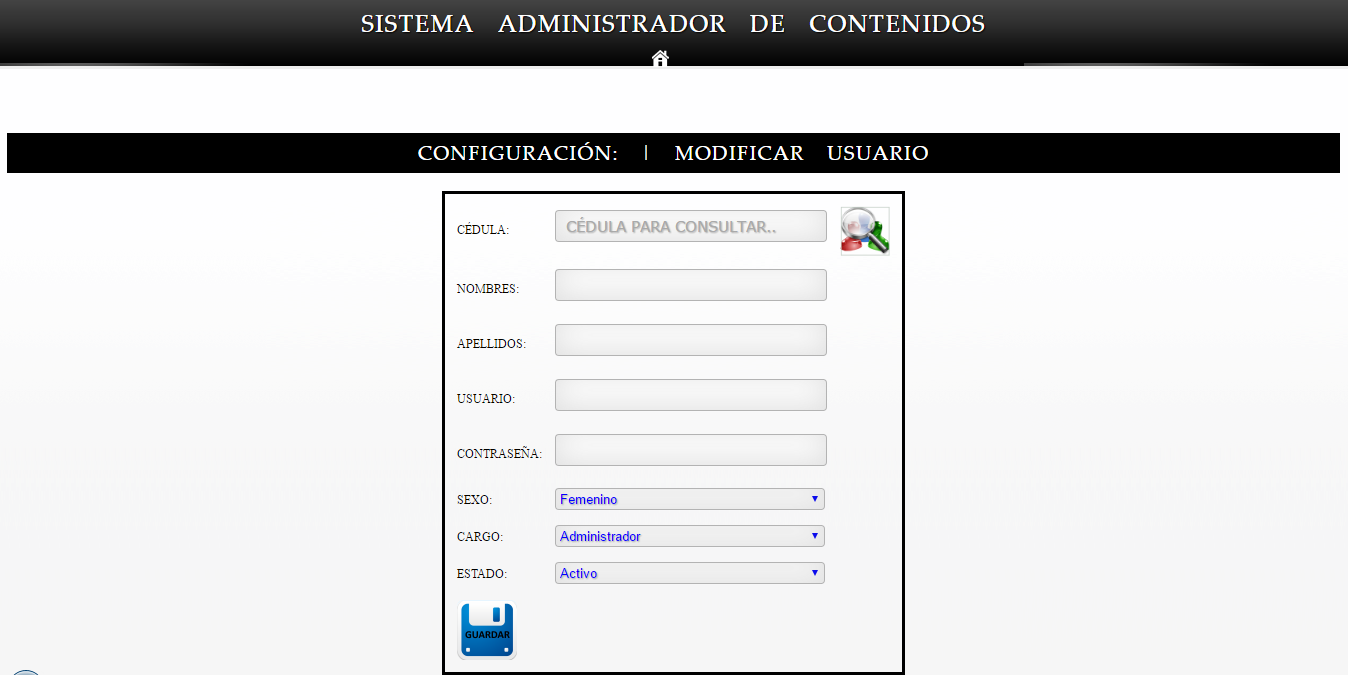 SISTEMA ADMINISTRADOR DE CONTENIDOS
CONFIGURACIÓN: | MODIFICAR USUARIO
CÉDULA: CÉDULA PARA CONSULTAR..
NOMBRES:
APELLIDOS:
USUARIO:
CONTRASEÑA:
SEXO: Femenino
CARGO: Administrador
ESTADO: Activo
GUARDAR